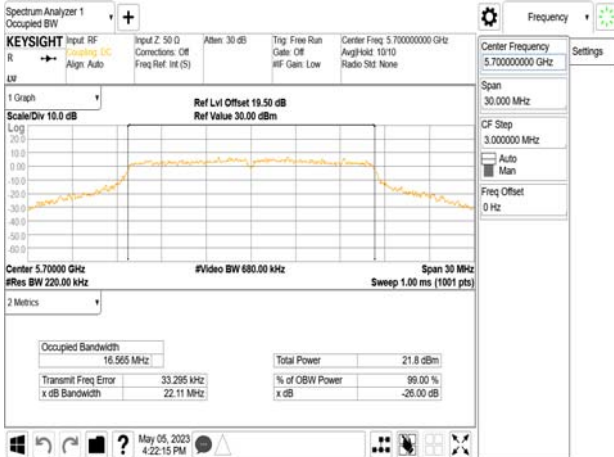 Spectrum Analyzer 1
Occupied BW
Frequency
KEYSIGHT
R
LXI
Input: RF
Coupling: DC
Align: Auto
Input Z: 50 Ω
Corrections: Off
Freq Ref: Int (S)
Atten: 30 dB
Trig: Free Run
Gate: Off
#IF Gain: Low
Center Freq: 5.700000000 GHz
Avg|Hold: 10/10
Radio Std: None
Center Frequency
5.700000000 GHz
Settings
Span
30.000 MHz
CF Step
3.000000 MHz
Auto
Man
Freq Offset
0 Hz
1 Graph
Scale/Div 10.0 dB
Ref Lvl Offset 19.50 dB
Ref Value 30.00 dBm
Log
20.0
10.0
0.00
-10.0
-20.0
-30.0
-40.0
-50.0
-60.0
Center 5.70000 GHz
#Res BW 220.00 kHz
#Video BW 680.00 kHz
Span 30 MHz
Sweep 1.00 ms (1001 pts)
2 Metrics
Occupied Bandwidth
16.565 MHz
Total Power 21.8 dBm
Transmit Freq Error 33.295 kHz
% of OBW Power 99.00 %
x dB Bandwidth 22.11 MHz
x dB -26.00 dB
?
May 05, 2023
4:22:15 PM